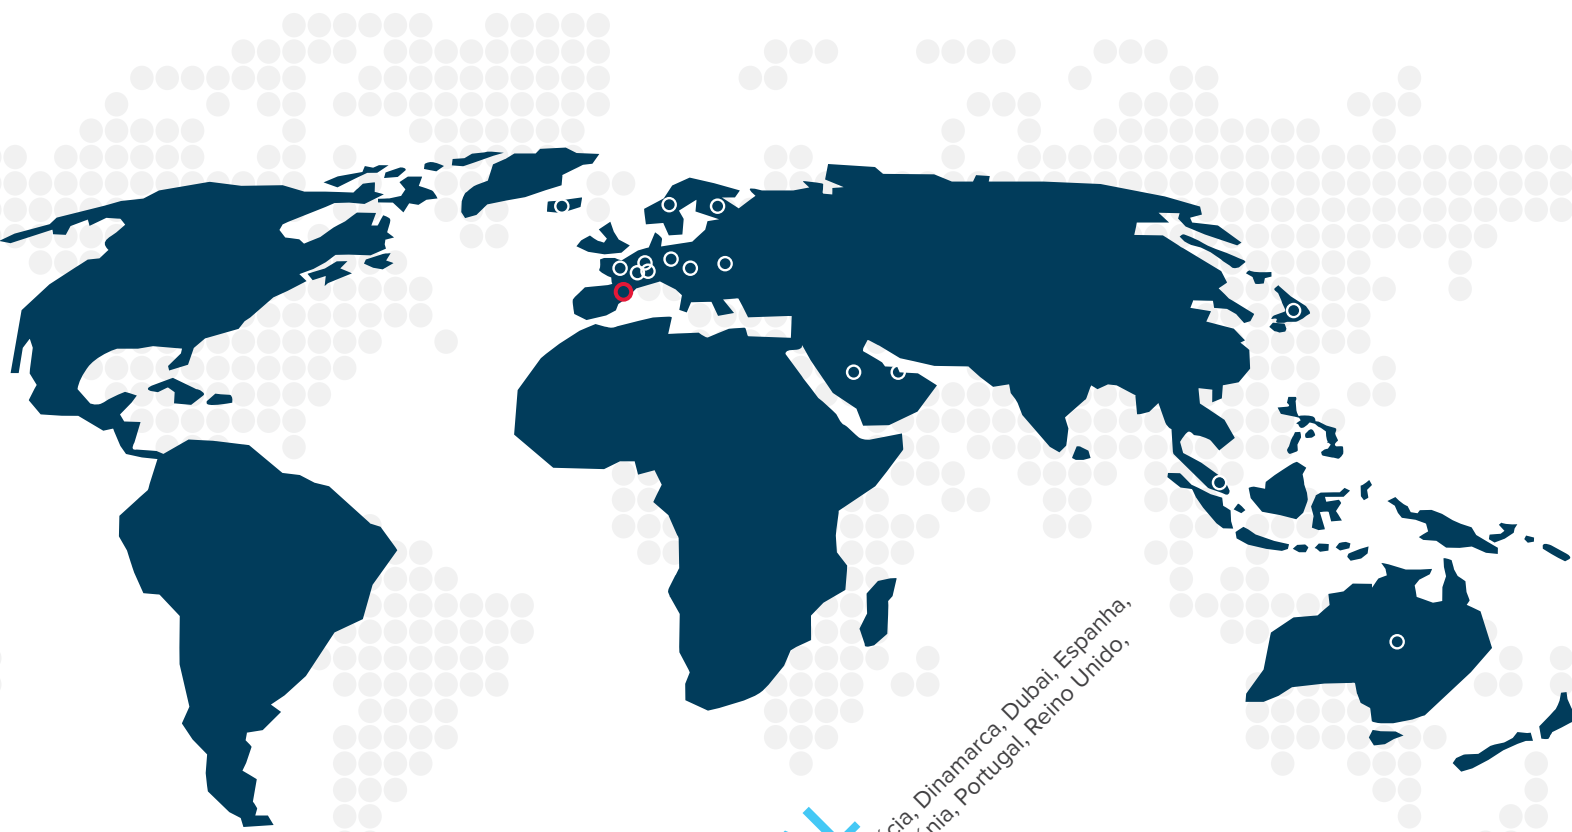 Dinamarca, Dubai, Espanha,
Portugal, Reino Unido,